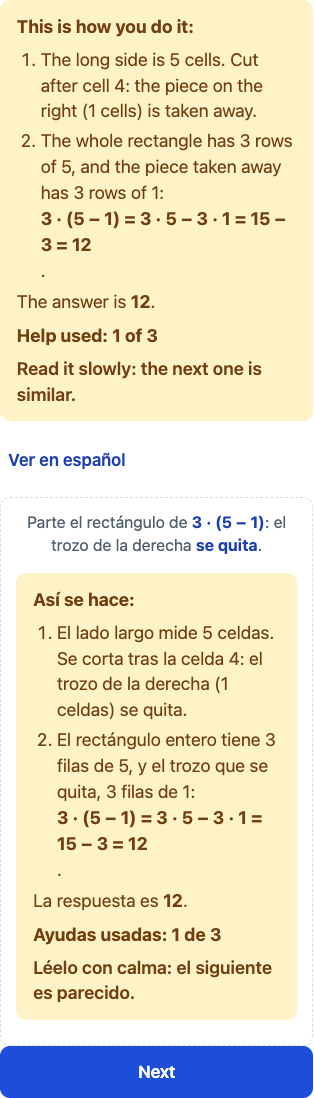 This is how you do it:
1. The long side is 5 cells. Cut
after cell 4: the piece on the
right (1 cells) is taken away.
2. The whole rectangle has 3 rows
of 5, and the piece taken away
has 3 rows of 1:
3 · (5 − 1) = 3 · 5 − 3 · 1 = 15 −
3 = 12
.
The answer is 12.
Help used: 1 of 3
Read it slowly: the next one is
similar.
Ver en español
Parte el rectángulo de 3 · (5 − 1): el
trozo de la derecha se quita.
Así se hace:
1. El lado largo mide 5 celdas.
Se corta tras la celda 4: el
trozo de la derecha (1
celdas) se quita.
2. El rectángulo entero tiene 3
filas de 5, y el trozo que se
quita, 3 filas de 1:
3 · (5 − 1) = 3 · 5 − 3 · 1 =
15 − 3 = 12
.
La respuesta es 12.
Ayudas usadas: 1 de 3
Léelo con calma: el siguiente
es parecido.
Next